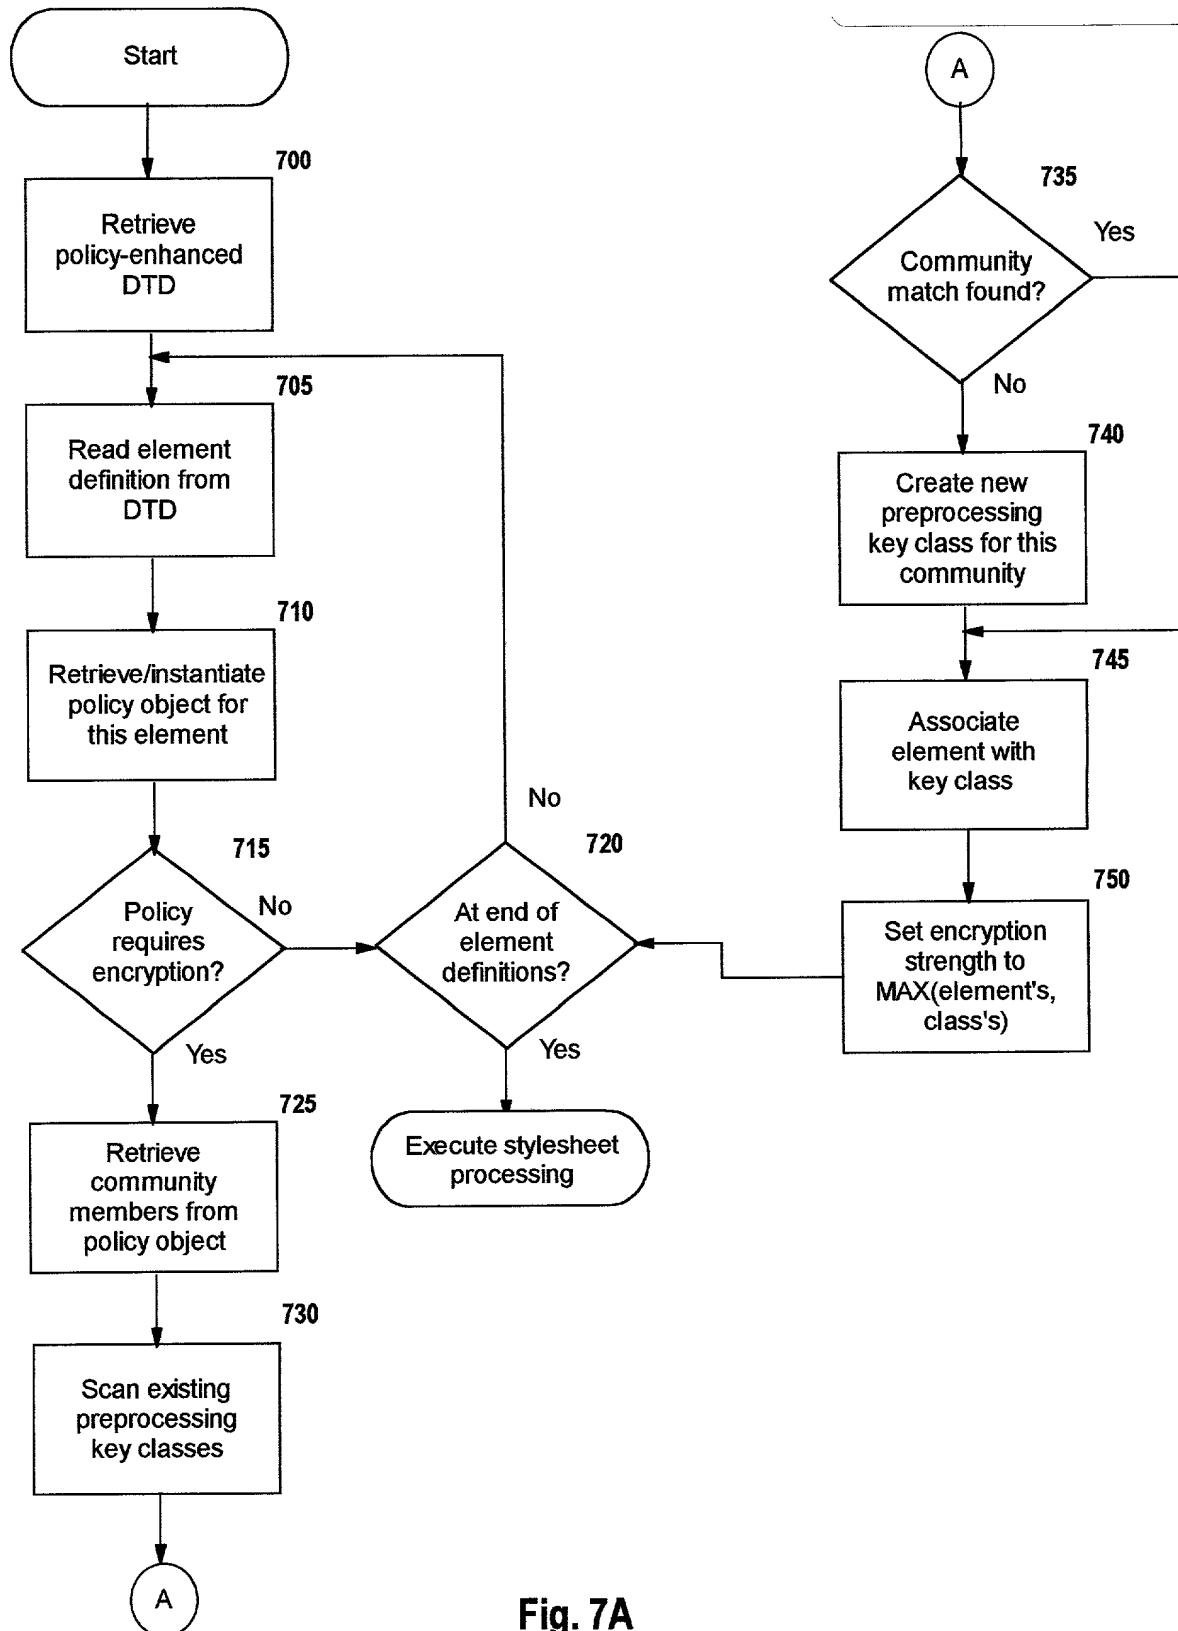 Start
700
Retrieve
policy-enhanced
DTD
705
Read element
definition from
DTD
710
Retrieve/instantiate
policy object for
this element
715
Policy
requires
encryption?
No
Yes
725
Retrieve
community
members from
policy object
730
Scan existing
preprocessing
key classes
A
No
720
At end of
element
definitions?
Yes
Execute stylesheet
processing
A
735
Community
match found?
Yes
No
740
Create new
preprocessing
key class for this
community
745
Associate
element with
key class
750
Set encryption
strength to
MAX(element's,
class's)
Fig. 7A